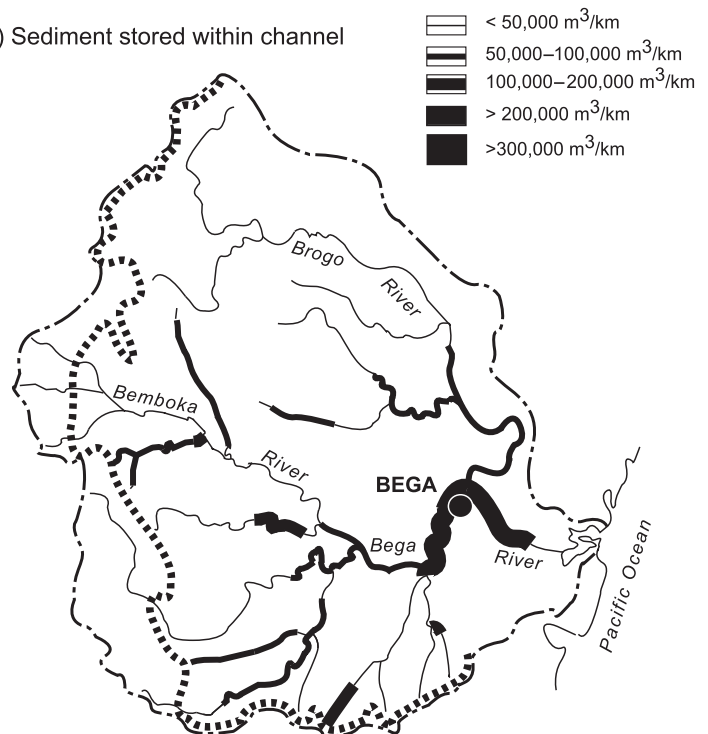 ) Sediment stored within channel
< 50,000 m³/km
50,000–100,000 m³/km
100,000–200,000 m³/km
> 200,000 m³/km
>300,000 m³/km
Brogo
River
Bemboka
River
BEGA
Bega
River
Pacific Ocean